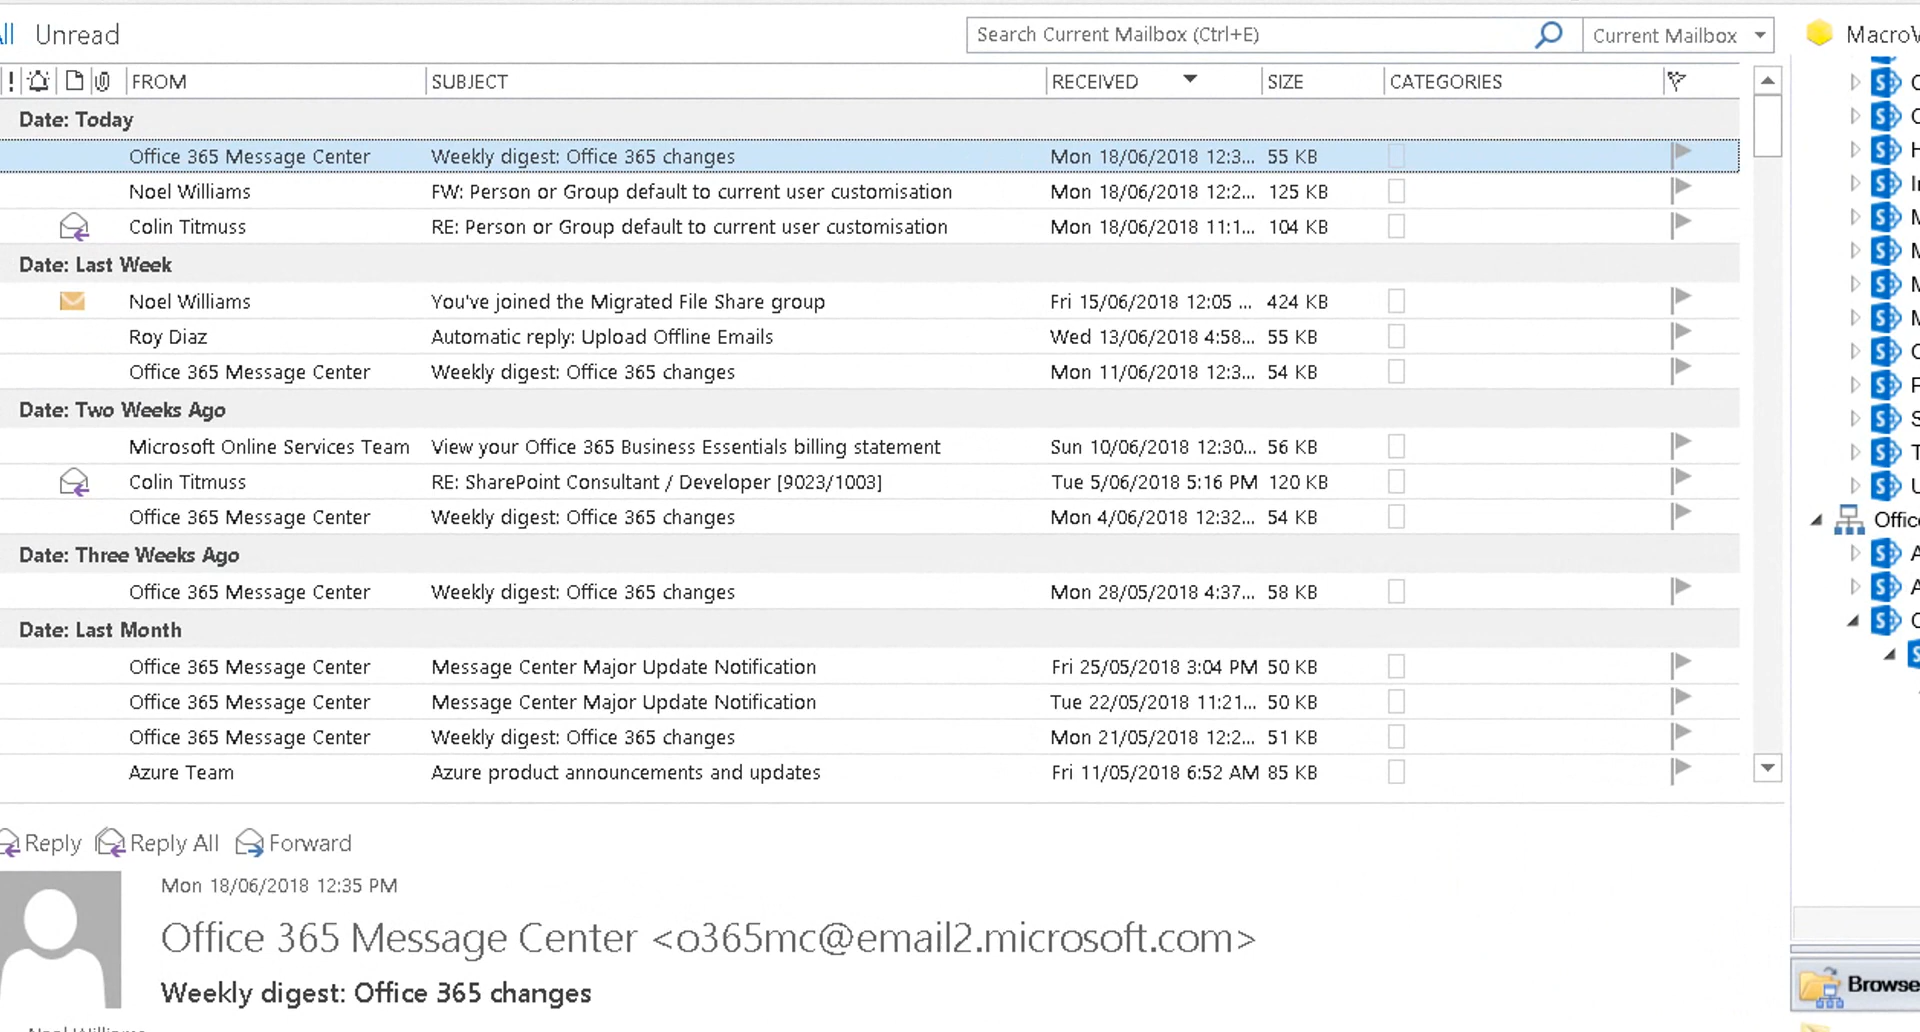 All Unread Search Current Mailbox (Ctrl+E) Current Mailbox
! FROM SUBJECT RECEIVED SIZE CATEGORIES
Date: Today
Office 365 Message Center Weekly digest: Office 365 changes Mon 18/06/2018 12:3... 55 KB
Noel Williams FW: Person or Group default to current user customisation Mon 18/06/2018 12:2... 125 KB
Colin Titmuss RE: Person or Group default to current user customisation Mon 18/06/2018 11:1... 104 KB
Date: Last Week
Noel Williams You've joined the Migrated File Share group Fri 15/06/2018 12:05 ... 424 KB
Roy Diaz Automatic reply: Upload Offline Emails Wed 13/06/2018 4:58... 55 KB
Office 365 Message Center Weekly digest: Office 365 changes Mon 11/06/2018 12:3... 54 KB
Date: Two Weeks Ago
Microsoft Online Services Team View your Office 365 Business Essentials billing statement Sun 10/06/2018 12:30... 56 KB
Colin Titmuss RE: SharePoint Consultant / Developer [9023/1003] Tue 5/06/2018 5:16 PM 120 KB
Office 365 Message Center Weekly digest: Office 365 changes Mon 4/06/2018 12:32... 54 KB
Date: Three Weeks Ago
Office 365 Message Center Weekly digest: Office 365 changes Mon 28/05/2018 4:37... 58 KB
Date: Last Month
Office 365 Message Center Message Center Major Update Notification Fri 25/05/2018 3:04 PM 50 KB
Office 365 Message Center Message Center Major Update Notification Tue 22/05/2018 11:21... 50 KB
Office 365 Message Center Weekly digest: Office 365 changes Mon 21/05/2018 12:2... 51 KB
Azure Team Azure product announcements and updates Fri 11/05/2018 6:52 AM 85 KB
Reply Reply All Forward
Mon 18/06/2018 12:35 PM
Office 365 Message Center <o365mc@email2.microsoft.com>
Weekly digest: Office 365 changes
Noel Williams
Browse